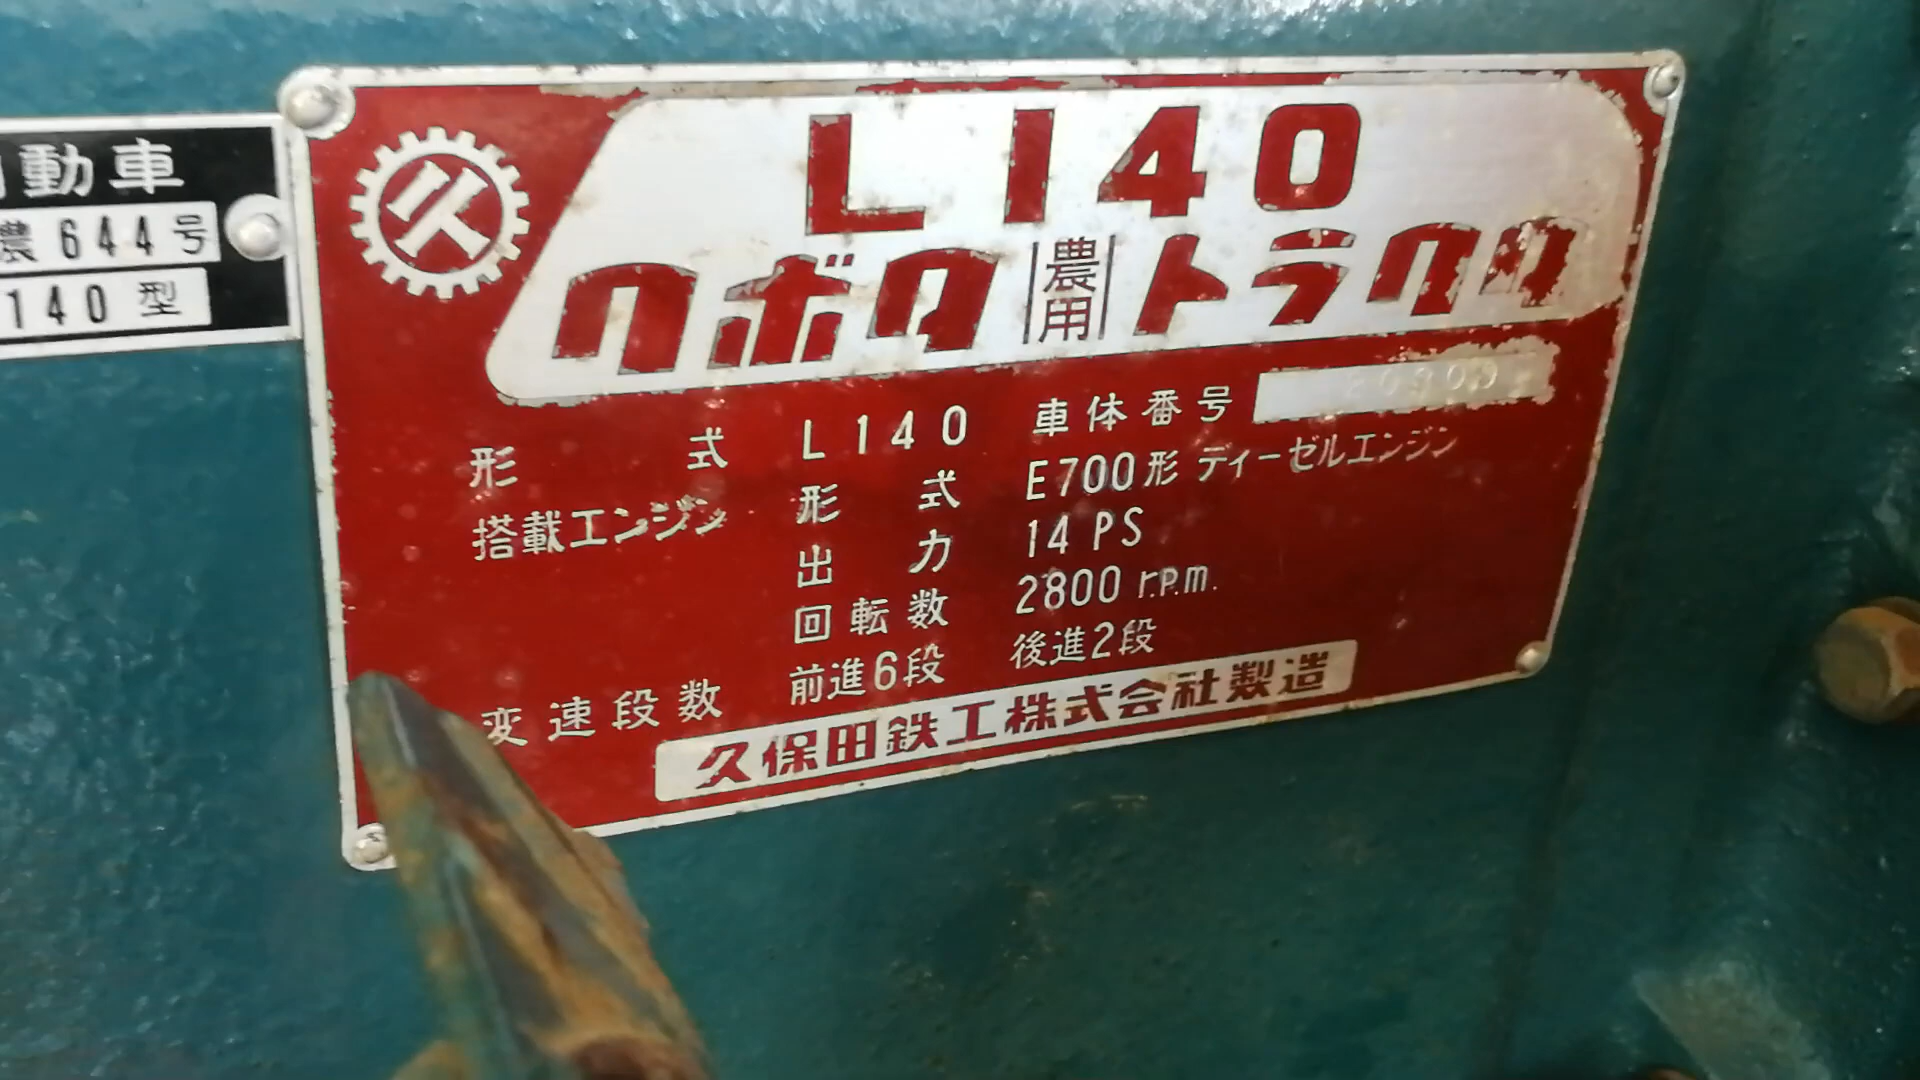 動車
農644号
140型
久
L140
クボタ農用トラクタ
形式 L140 車体番号
搭載エンジン 形式 E700形 ディーゼルエンジン
出力 14PS
回転数 2800 r.p.m.
変速段数 前進6段 後進2段
久保田鉄工株式会社製造